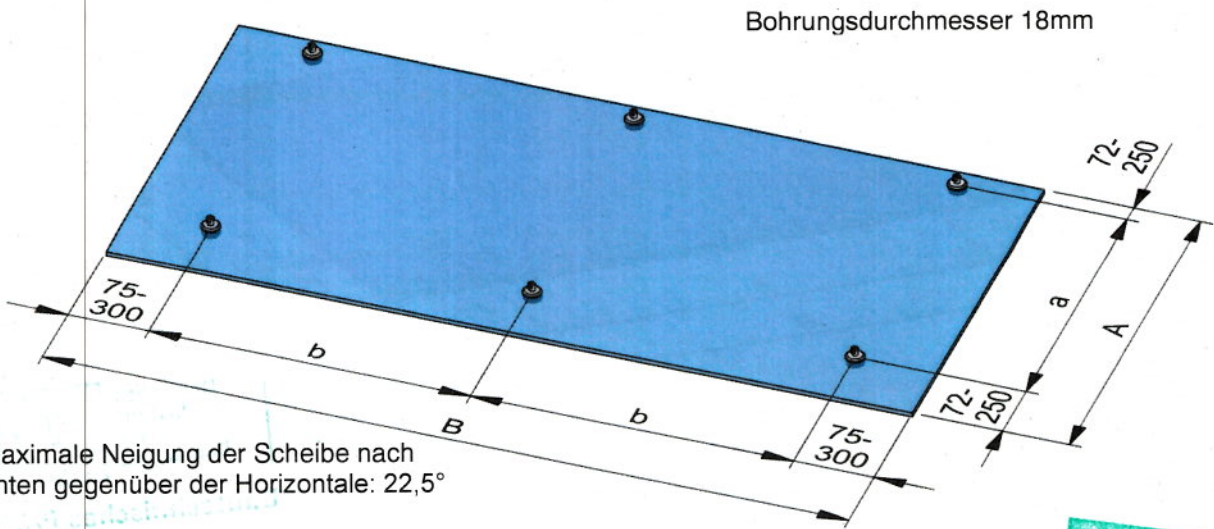 Bohrungsdurchmesser 18mm
72-
250
a
A
72-
250
75-
300
b
b
B
75-
300
aximale Neigung der Scheibe nach
nten gegenüber der Horizontale: 22,5°